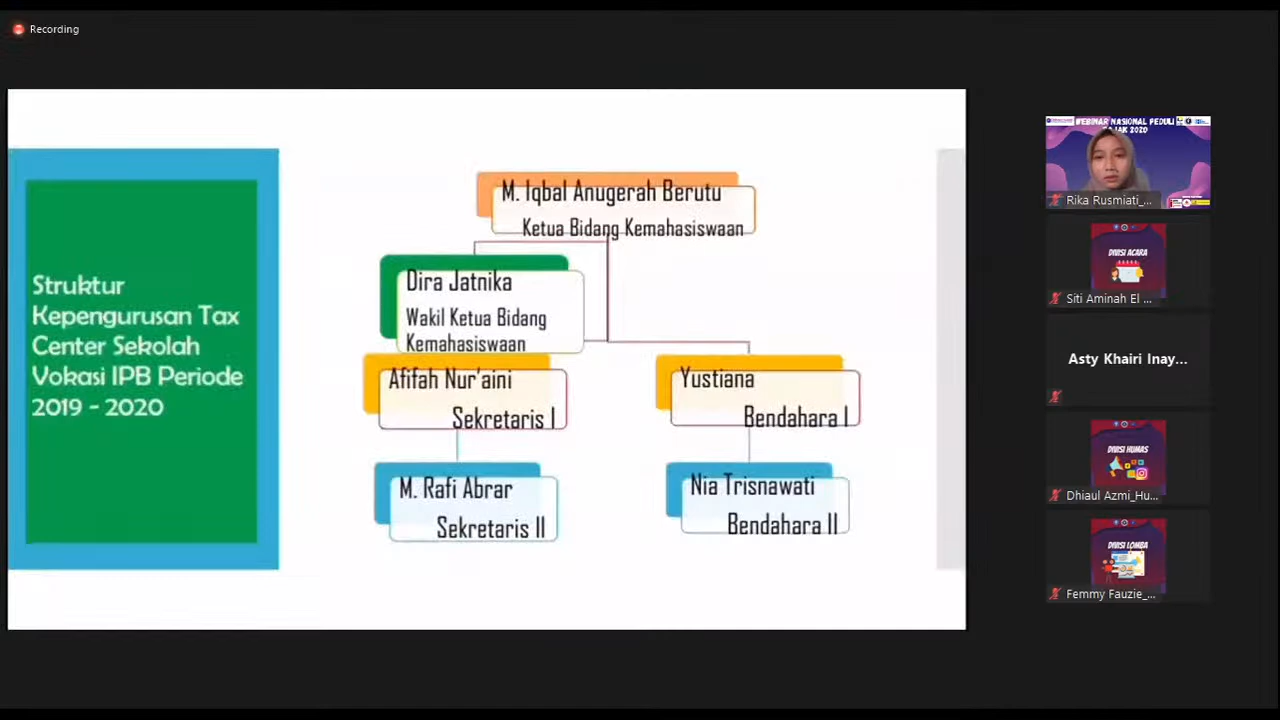 Recording
Struktur
Kepengurusan Tax
Center Sekolah
Vokasi IPB Periode
2019 - 2020
M. Iqbal Anugerah Berutu
Ketua Bidang Kemahasiswaan
Dira Jatnika
Wakil Ketua Bidang
Kemahasiswaan
Afifah Nur'aini
Sekretaris I
Yustiana
Bendahara I
M. Rafi Abrar
Sekretaris II
Nia Trisnawati
Bendahara II
WEBINAR NASIONAL PEDULI
PAJAK 2020
Rika Rusmiati_...
DIVISI ACARA
Siti Aminah El ...
Asty Khairi Inay...
DIVISI HUMAS
Dhiaul Azmi_Hu...
DIVISI LOMBA
Femmy Fauzie_...